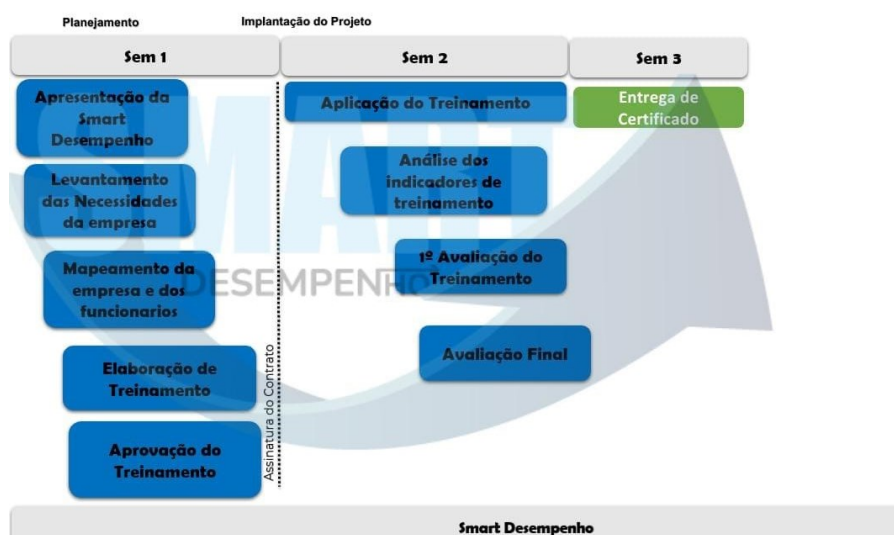 Planejamento
Implantação do Projeto
Sem 1
Sem 2
Sem 3
Apresentação da
Smart
Desempenho
Levantamento
das Necessidades
da empresa
Mapeamento da
empresa e dos
funcionarios
Elaboração de
Treinamento
Aprovação do
Treinamento
Assinatura do Contrato
Aplicação do Treinamento
Análise dos
indicadores de
treinamento
1º Avaliação do
Treinamento
Avaliação Final
Entrega de
Certificado
SMART
DESEMPENHO
Smart Desempenho